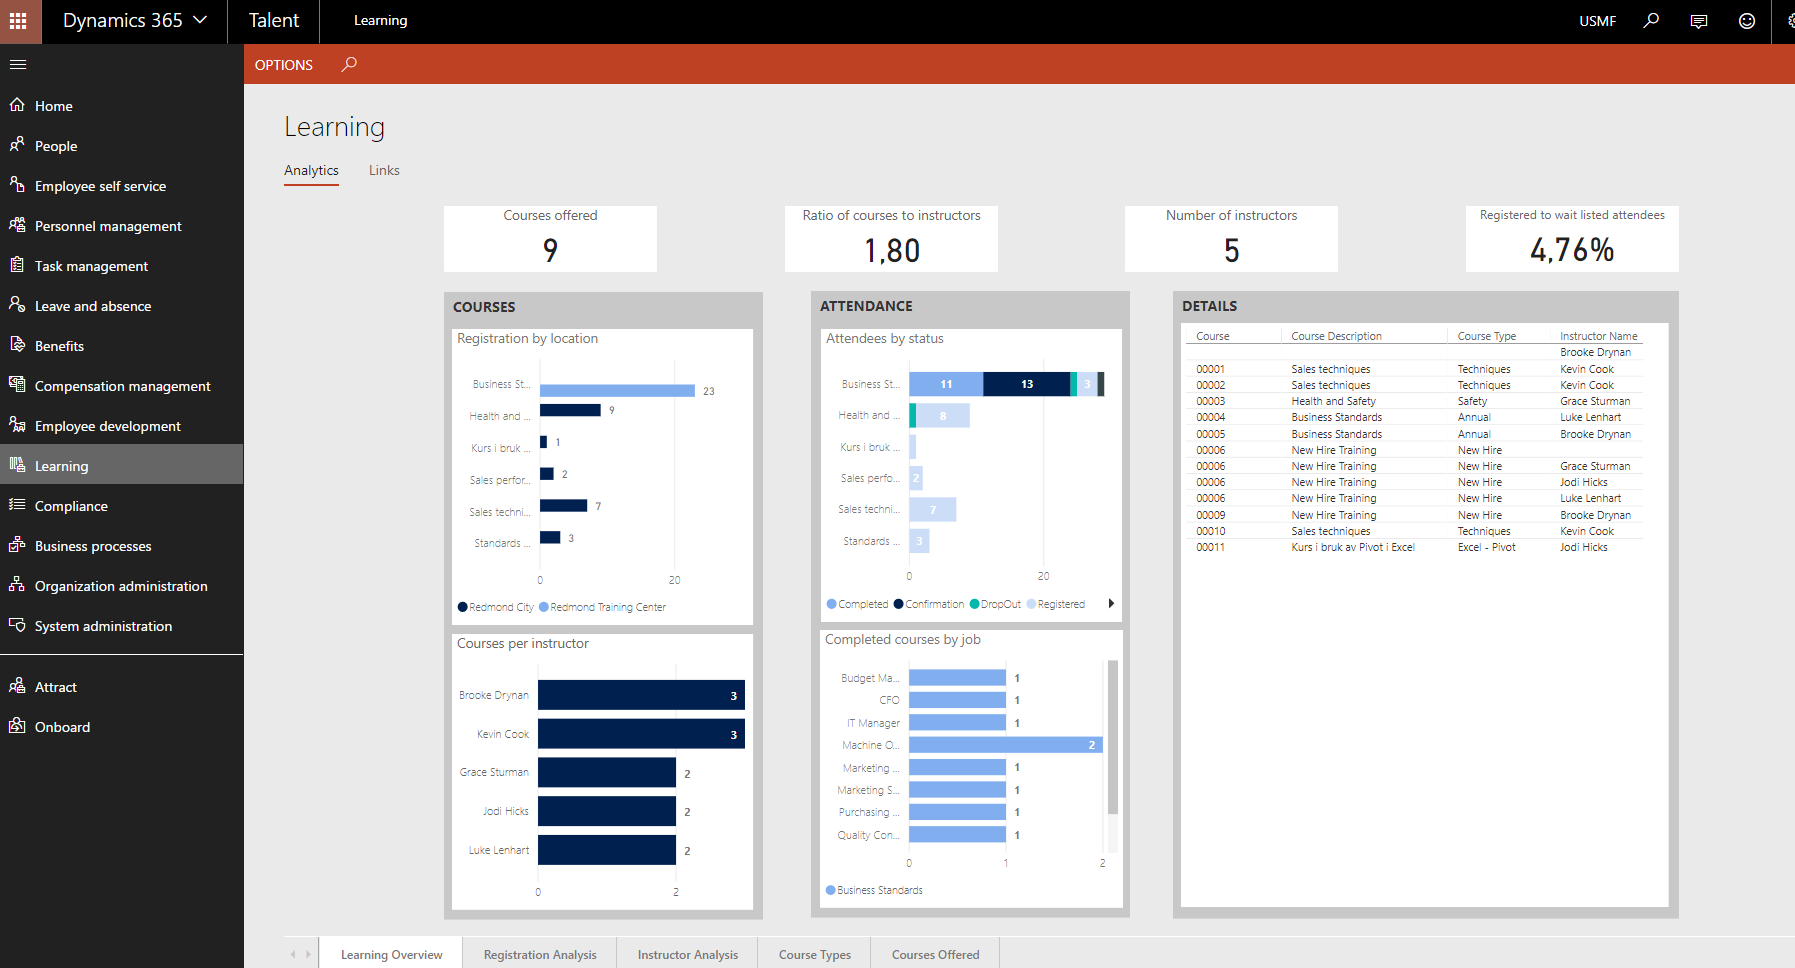 Dynamics 365
Talent
Learning
USMF
OPTIONS
Home
People
Employee self service
Personnel management
Task management
Leave and absence
Benefits
Compensation management
Employee development
Learning
Compliance
Business processes
Organization administration
System administration
Attract
Onboard
Learning
Analytics Links
Courses offered
9
Ratio of courses to instructors
1,80
Number of instructors
5
Registered to wait listed attendees
4,76%
COURSES
Registration by location
Business St... 23
Health and ... 9
Kurs i bruk ... 1
Sales perfor... 2
Sales techni... 7
Standards ... 3
0 20
Redmond City Redmond Training Center
Courses per instructor
Brooke Drynan 3
Kevin Cook 3
Grace Sturman 2
Jodi Hicks 2
Luke Lenhart 2
0 2
ATTENDANCE
Attendees by status
Business St... 11 13 3
Health and ... 8
Kurs i bruk ...
Sales perfo... 2
Sales techni... 7
Standards ... 3
0 20
Completed Confirmation DropOut Registered
Completed courses by job
Budget Ma... 1
CFO 1
IT Manager 1
Machine O... 2
Marketing ... 1
Marketing S... 1
Purchasing ... 1
Quality Con... 1
0 1 2
Business Standards
DETAILS
Course Course Description Course Type Instructor Name
Brooke Drynan
00001 Sales techniques Techniques Kevin Cook
00002 Sales techniques Techniques Kevin Cook
00003 Health and Safety Safety Grace Sturman
00004 Business Standards Annual Luke Lenhart
00005 Business Standards Annual Brooke Drynan
00006 New Hire Training New Hire
00006 New Hire Training New Hire Grace Sturman
00006 New Hire Training New Hire Jodi Hicks
00006 New Hire Training New Hire Luke Lenhart
00009 New Hire Training New Hire Brooke Drynan
00010 Sales techniques Techniques Kevin Cook
00011 Kurs i bruk av Pivot i Excel Excel - Pivot Jodi Hicks
Learning Overview Registration Analysis Instructor Analysis Course Types Courses Offered